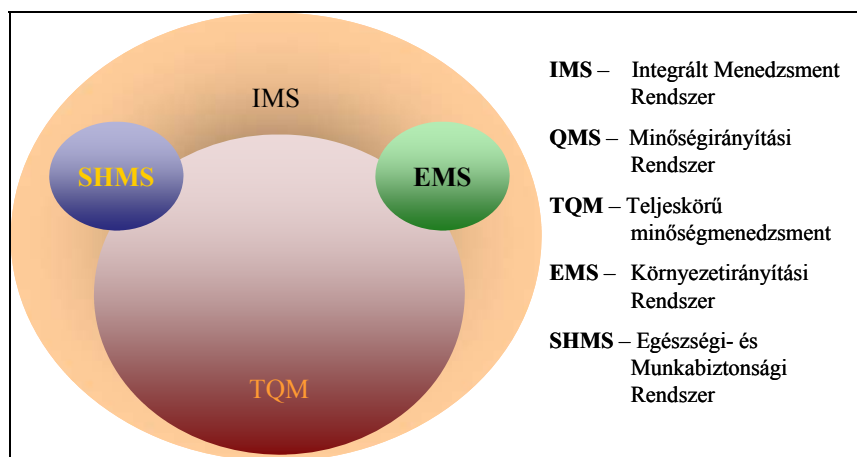 IMS
SHMS
EMS
TQM
IMS – Integrált Menedzsment
Rendszer
QMS – Minőségirányítási
Rendszer
TQM – Teljeskörű
minőségmenedzsment
EMS – Környezetirányítási
Rendszer
SHMS – Egészségi- és
Munkabiztonsági
Rendszer